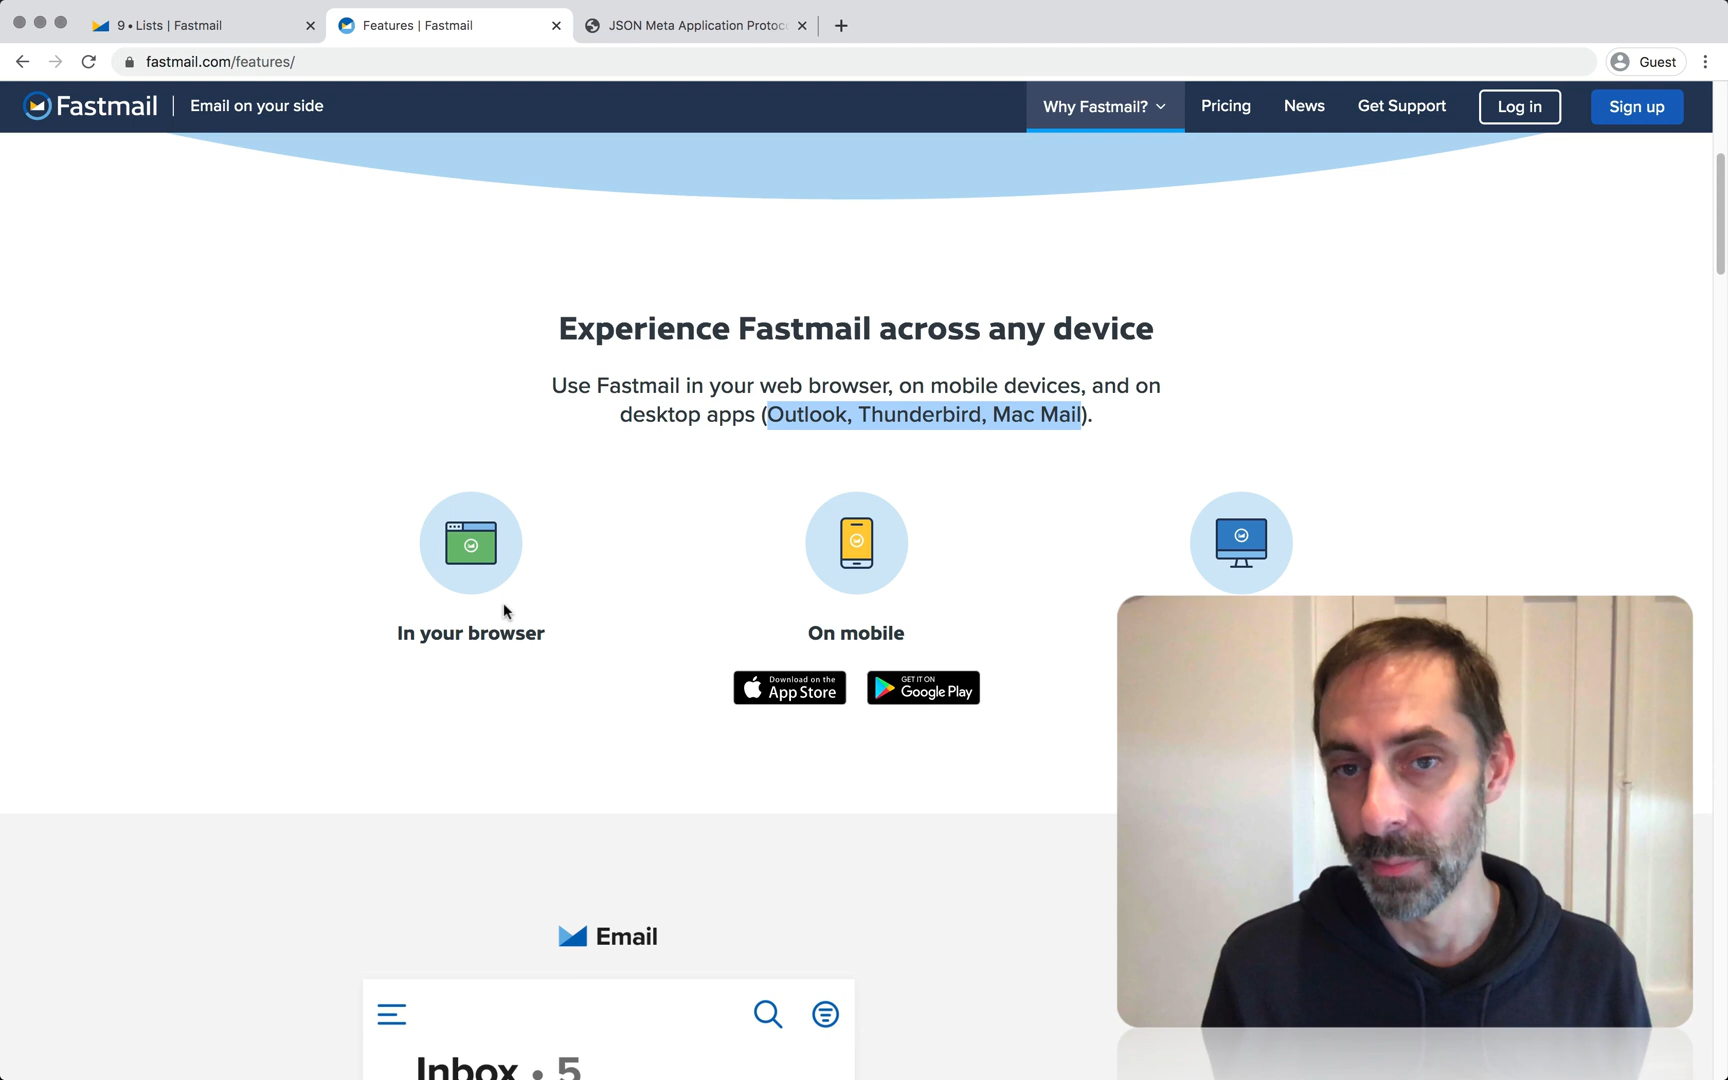 9 • Lists | Fastmail
Features | Fastmail
JSON Meta Application Protoc
fastmail.com/features/
Guest
Fastmail
Email on your side
Why Fastmail?
Pricing
News
Get Support
Log in
Sign up
Experience Fastmail across any device
Use Fastmail in your web browser, on mobile devices, and on
desktop apps (Outlook, Thunderbird, Mac Mail).
In your browser
On mobile
Download on the
App Store
GET IT ON
Google Play
Email
Inbox • 5